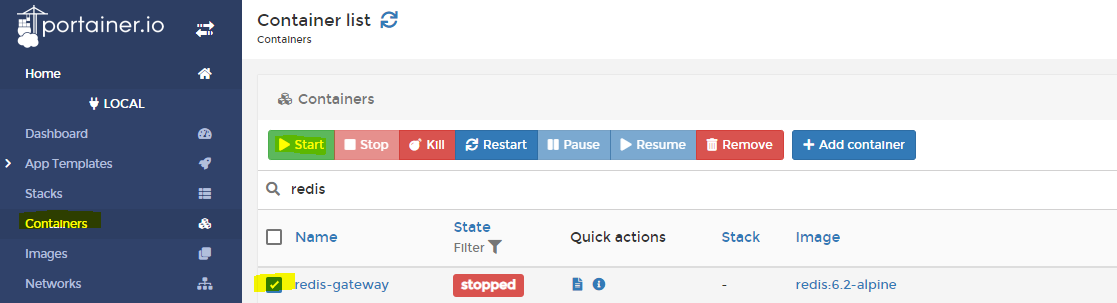 portainer.io
Home
LOCAL
Dashboard
App Templates
Stacks
Containers
Images
Networks
Container list
Containers
Containers
Start Stop Kill Restart Pause Resume Remove + Add container
redis
Name State Filter Quick actions Stack Image
redis-gateway stopped - redis:6.2-alpine